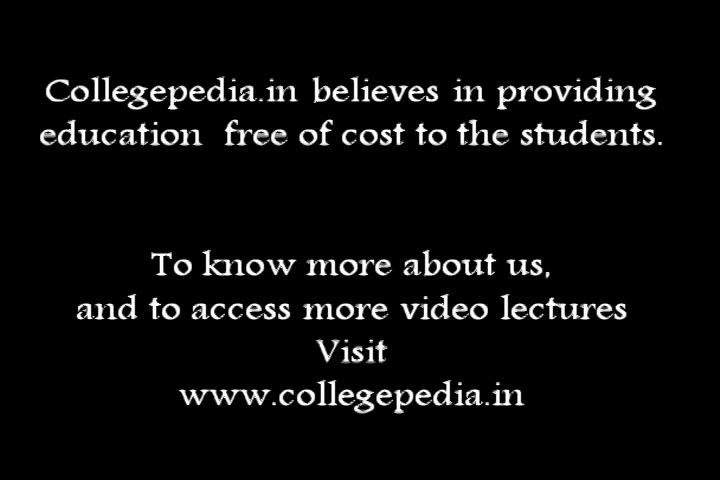 Collegepedia.in believes in providing
education free of cost to the students.
To know more about us,
and to access more video lectures
Visit
www.collegepedia.in